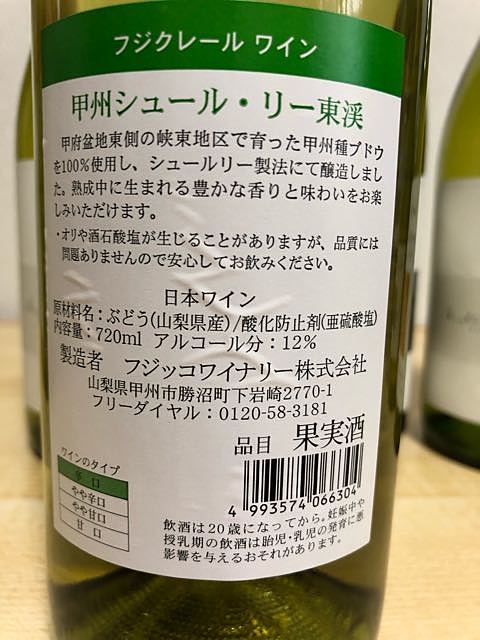 フジクレール ワイン
甲州シュール・リー東渓
甲府盆地東側の峡東地区で育った甲州種ブドウ
を100%使用し、シュールリー製法にて醸造しまし
た。熟成中に生まれる豊かな香りと味わいをお楽
しみいただけます。
・オリや酒石酸塩が生じることがありますが、品質には
問題ありませんので安心してお飲みください。
日本ワイン
原材料名：ぶどう(山梨県産)/酸化防止剤(亜硫酸塩)
内容量：720ml アルコール分：12%
製造者 フジッコワイナリー株式会社
山梨県甲州市勝沼町下岩崎2770-1
フリーダイヤル：0120-58-3181
品目 果実酒
ワインのタイプ
辛口
やや辛口
やや甘口
甘口
4 993574 066304
飲酒は20歳になってから。妊娠中や
授乳期の飲酒は胎児・乳児の発育に悪
影響を与えるおそれがあります。